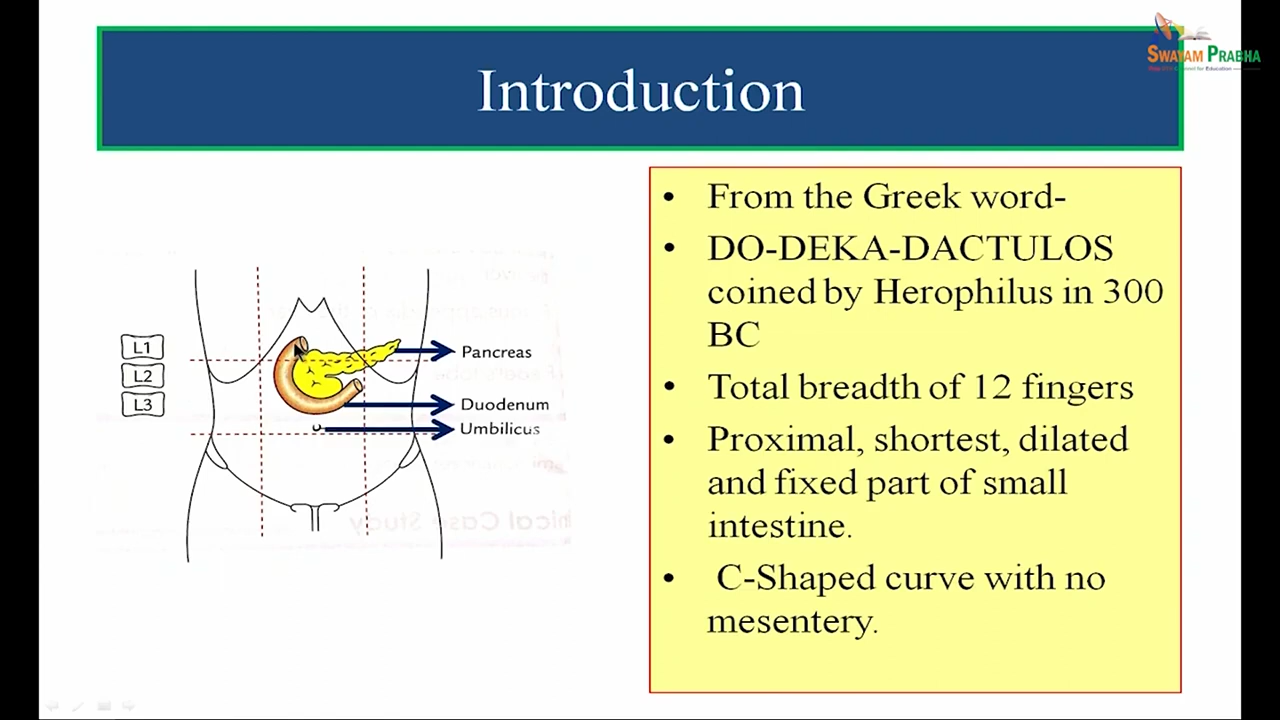 SWAYAM PRABHA
Introduction
L1
L2
L3
Pancreas
Duodenum
Umbilicus
• From the Greek word-
• DO-DEKA-DACTULOS
coined by Herophilus in 300
BC
• Total breadth of 12 fingers
• Proximal, shortest, dilated
and fixed part of small
intestine.
• C-Shaped curve with no
mesentery.